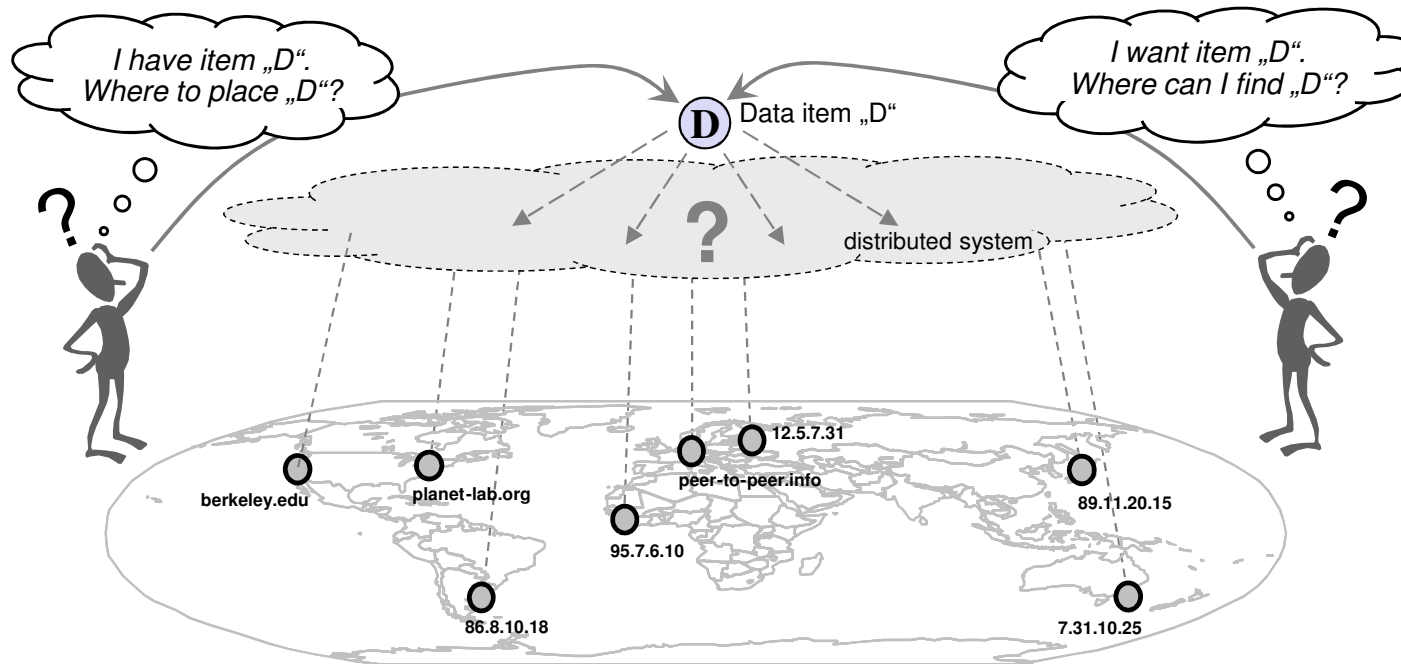 I have item „D“.
Where to place „D“?
I want item „D“.
Where can I find „D“?
D
Data item „D“
?
?
?
distributed system
12.5.7.31
berkeley.edu
planet-lab.org
peer-to-peer.info
89.11.20.15
95.7.6.10
86.8.10.18
7.31.10.25